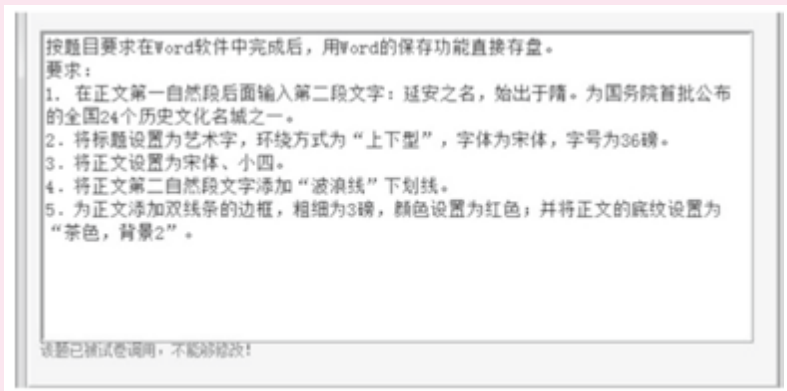 按题目要求在Word软件中完成后，用Word的保存功能直接存盘。
要求：
1. 在正文第一自然段后面输入第二段文字：延安之名，始出于隋。为国务院首批公布
的全国24个历史文化名城之一。
2．将标题设置为艺术字，环绕方式为“上下型”，字体为宋体，字号为36磅。
3．将正文设置为宋体、小四。
4．将正文第二自然段文字添加“波浪线”下划线。
5．为正文添加双线条的边框，粗细为3磅，颜色设置为红色；并将正文的底纹设置为
“茶色，背景2”。
该题已被试卷调用，不能够修改！